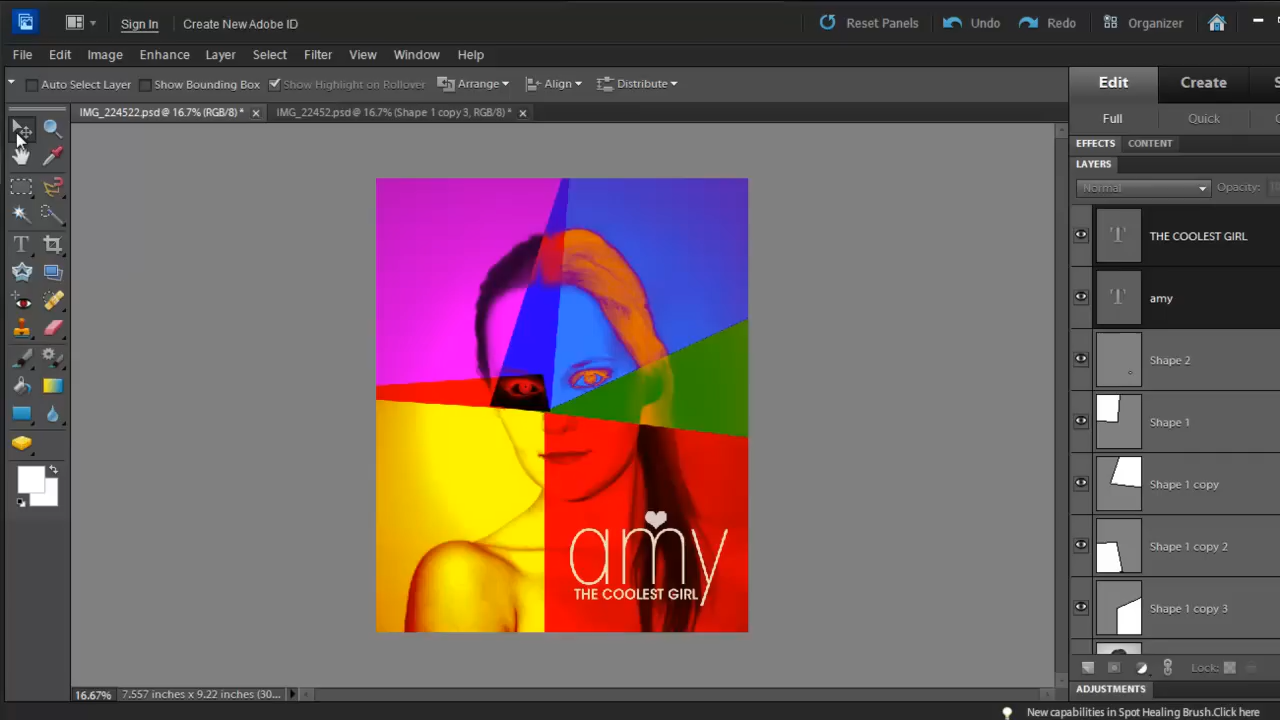 Sign In
Create New Adobe ID
Reset Panels
Undo
Redo
Organizer
File
Edit
Image
Enhance
Layer
Select
Filter
View
Window
Help
Auto Select Layer
Show Bounding Box
Show Highlight on Rollover
Arrange
Align
Distribute
Edit
Create
S
IMG_224522.psd @ 16.7% (RGB/8) *
IMG_22452.psd @ 16.7% (Shape 1 copy 3, RGB/8) *
Full
Quick
EFFECTS
CONTENT
LAYERS
Normal
Opacity:
T
THE COOLEST GIRL
T
amy
Shape 2
Shape 1
Shape 1 copy
Shape 1 copy 2
Shape 1 copy 3
T
amy
THE COOLEST GIRL
Lock:
ADJUSTMENTS
16.67%
7.557 inches x 9.22 inches (30...
New capabilities in Spot Healing Brush.Click here